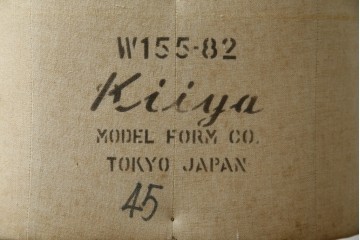 W155-82
Kiiya
MODEL FORM CO.
TOKYO JAPAN
45